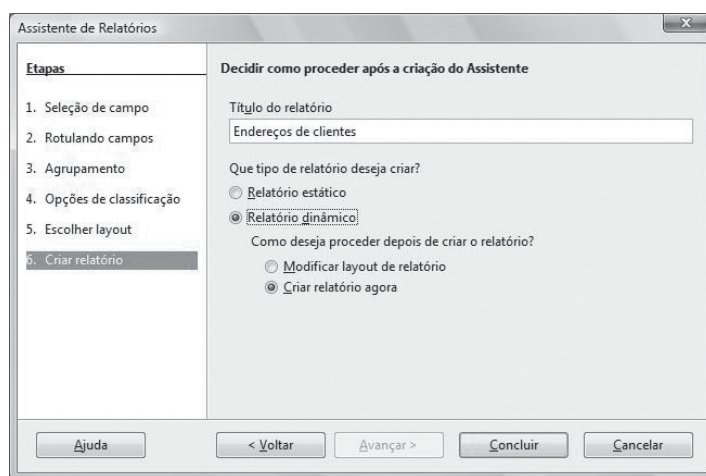 Assistente de Relatórios
X
Etapas
1. Seleção de campo
2. Rotulando campos
3. Agrupamento
4. Opções de classificação
5. Escolher layout
6. Criar relatório
Decidir como proceder após a criação do Assistente
Título do relatório
Endereços de clientes
Que tipo de relatório deseja criar?
Relatório estático
Relatório dinâmico
Como deseja proceder depois de criar o relatório?
Modificar layout de relatório
Criar relatório agora
Ajuda
< Voltar
Avançar >
Concluir
Cancelar